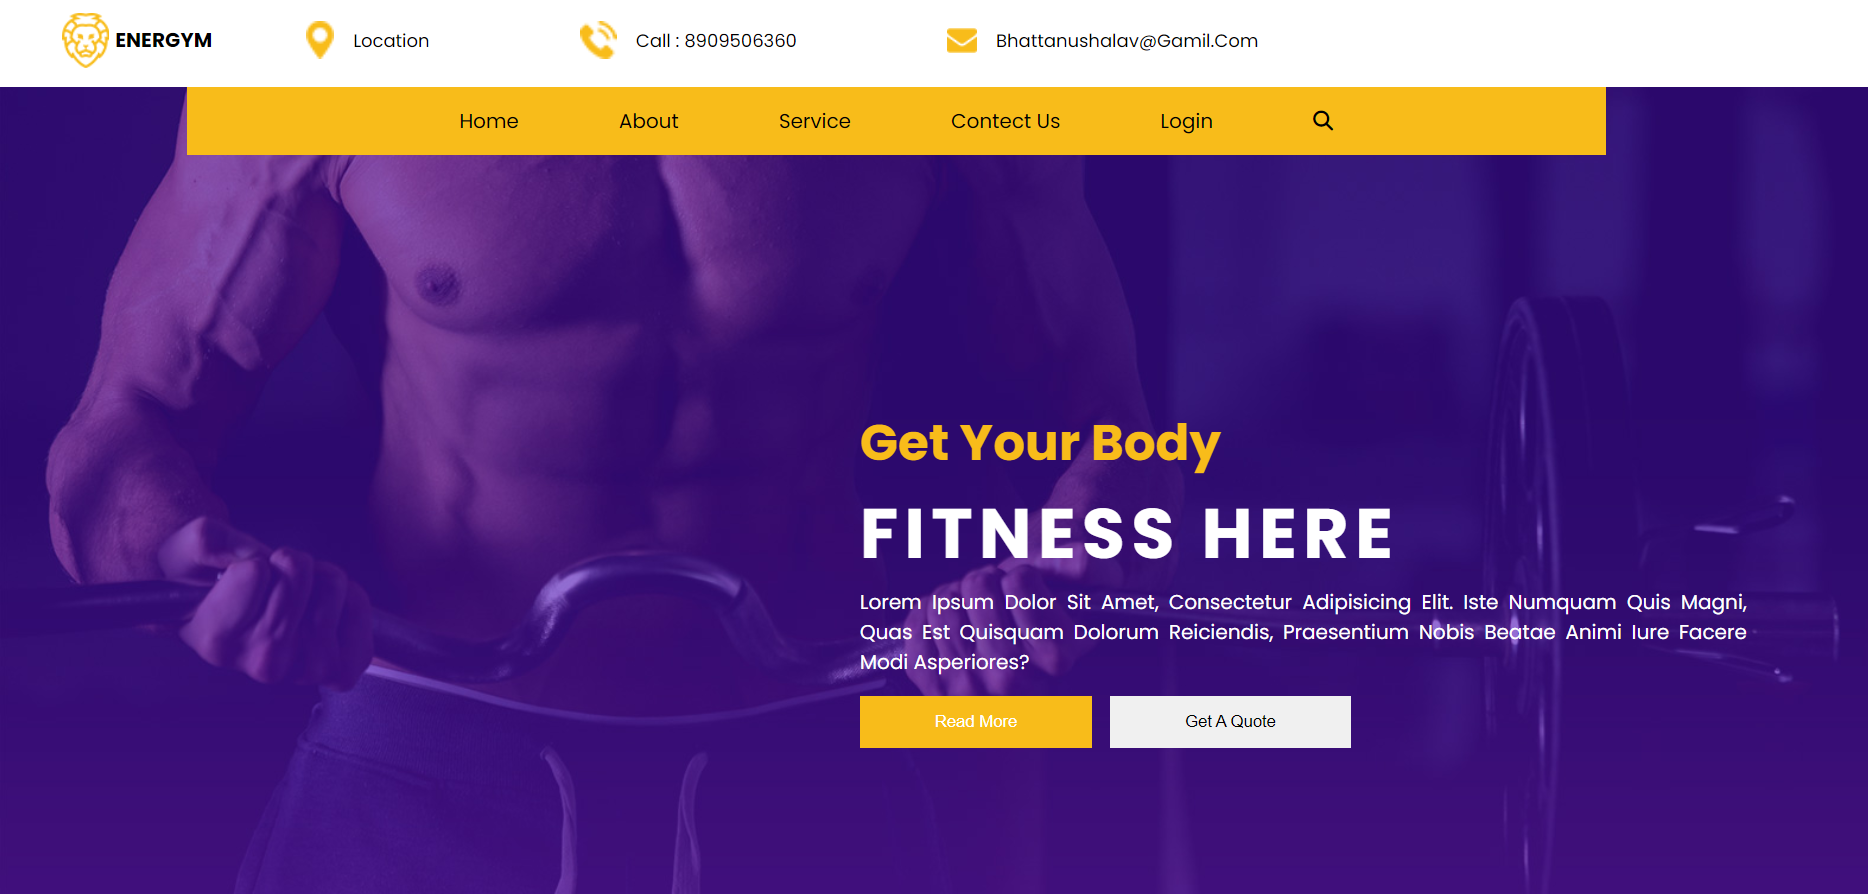 ENERGYM
Location
Call : 8909506360
Bhattanushalav@Gamil.Com
Home
About
Service
Contect Us
Login
Get Your Body
FITNESS HERE
Lorem Ipsum Dolor Sit Amet, Consectetur Adipisicing Elit. Iste Numquam Quis Magni,
Quas Est Quisquam Dolorum Reiciendis, Praesentium Nobis Beatae Animi Iure Facere
Modi Asperiores?
Read More
Get A Quote